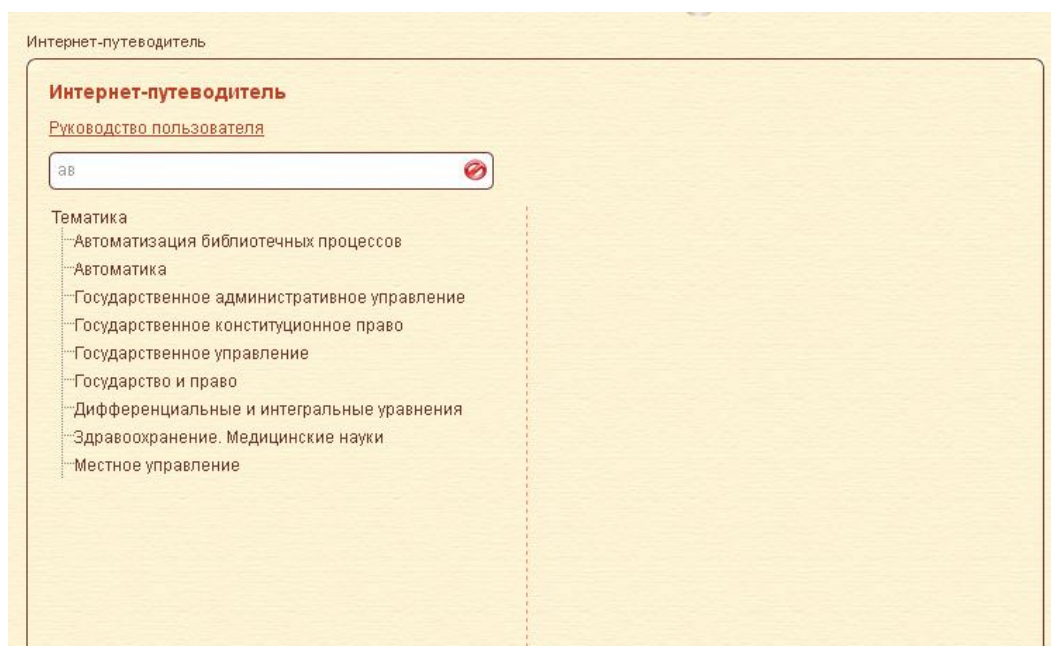 Интернет-путеводитель
Интернет-путеводитель
Руководство пользователя
ав
Тематика
Автоматизация библиотечных процессов
Автоматика
Государственное административное управление
Государственное конституционное право
Государственное управление
Государство и право
Дифференциальные и интегральные уравнения
Здравоохранение. Медицинские науки
Местное управление